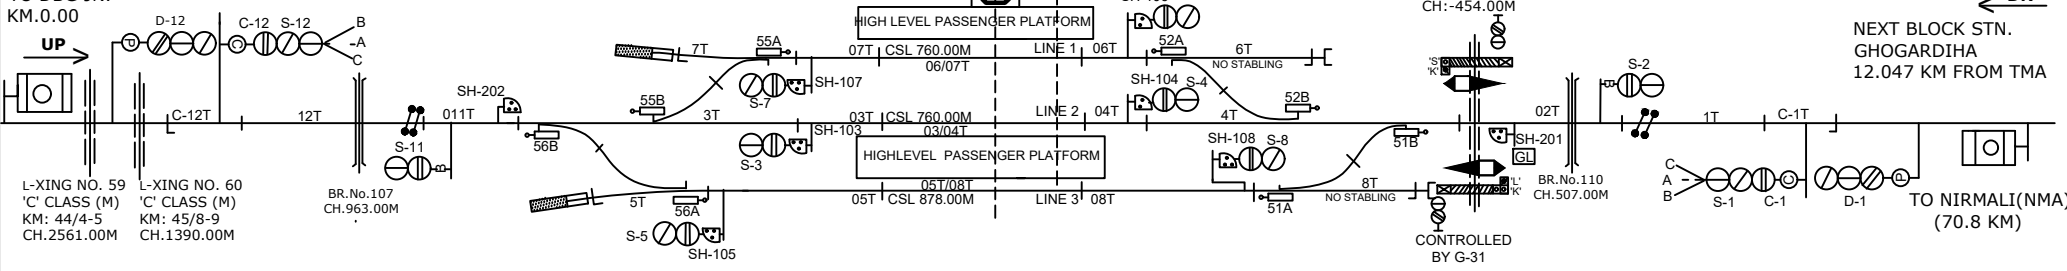 KM.0.00
UP
D-12
C-12 S-12
B
A
C
P
C
HIGH LEVEL PASSENGER PLATFORM
CH:-454.00M
NEXT BLOCK STN.
GHOGARDIHA
12.047 KM FROM TMA
7T
55A
07T
CSL 760.00M
LINE 1
06T
52A
6T
NO STABLING
06/07T
'S'
'K'
S-2
SH-202
SH-107
S-7
SH-104
S-4
C-12T
12T
011T
55B
3T
03T
CSL 760.00M
LINE 2
04T
4T
52B
02T
1T
C-1T
03/04T
S-11
B
56B
SH-103
S-3
HIGHLEVEL PASSENGER PLATFORM
SH-108
S-8
51B
SH-201
GL
L-XING NO. 59
'C' CLASS (M)
KM: 44/4-5
CH.2561.00M
L-XING NO. 60
'C' CLASS (M)
KM: 45/8-9
CH.1390.00M
BR.No.107
CH.963.00M
05T/08T
5T
56A
05T
CSL 878.00M
LINE 3
08T
51A
8T
NO STABLING
'L'
'K'
BR.No.110
CH.507.00M
C
A
B
S-1
C-1
C
D-1
P
TO NIRMALI(NMA)
(70.8 KM)
S-5
SH-105
CONTROLLED
BY G-31